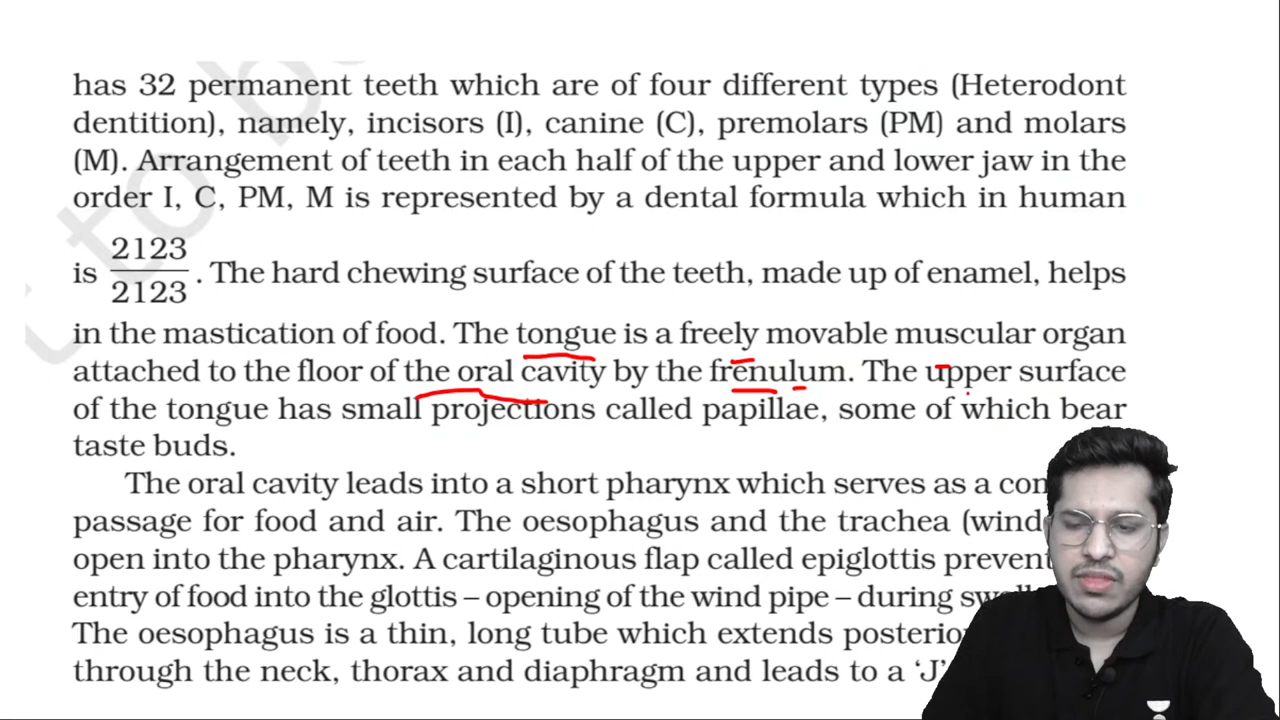 has 32 permanent teeth which are of four different types (Heterodont
dentition), namely, incisors (I), canine (C), premolars (PM) and molars
(M). Arrangement of teeth in each half of the upper and lower jaw in the
order I, C, PM, M is represented by a dental formula which in human
is 2123/2123. The hard chewing surface of the teeth, made up of enamel, helps
in the mastication of food. The tongue is a freely movable muscular organ
attached to the floor of the oral cavity by the frenulum. The upper surface
of the tongue has small projections called papillae, some of which bear
taste buds.
The oral cavity leads into a short pharynx which serves as a
passage for food and air. The oesophagus and the trachea
open into the pharynx. A cartilaginous flap called epiglottis
entry of food into the glottis – opening of the wind pipe – during
The oesophagus is a thin, long tube which extends
through the neck, thorax and diaphragm and leads to a ‘J’